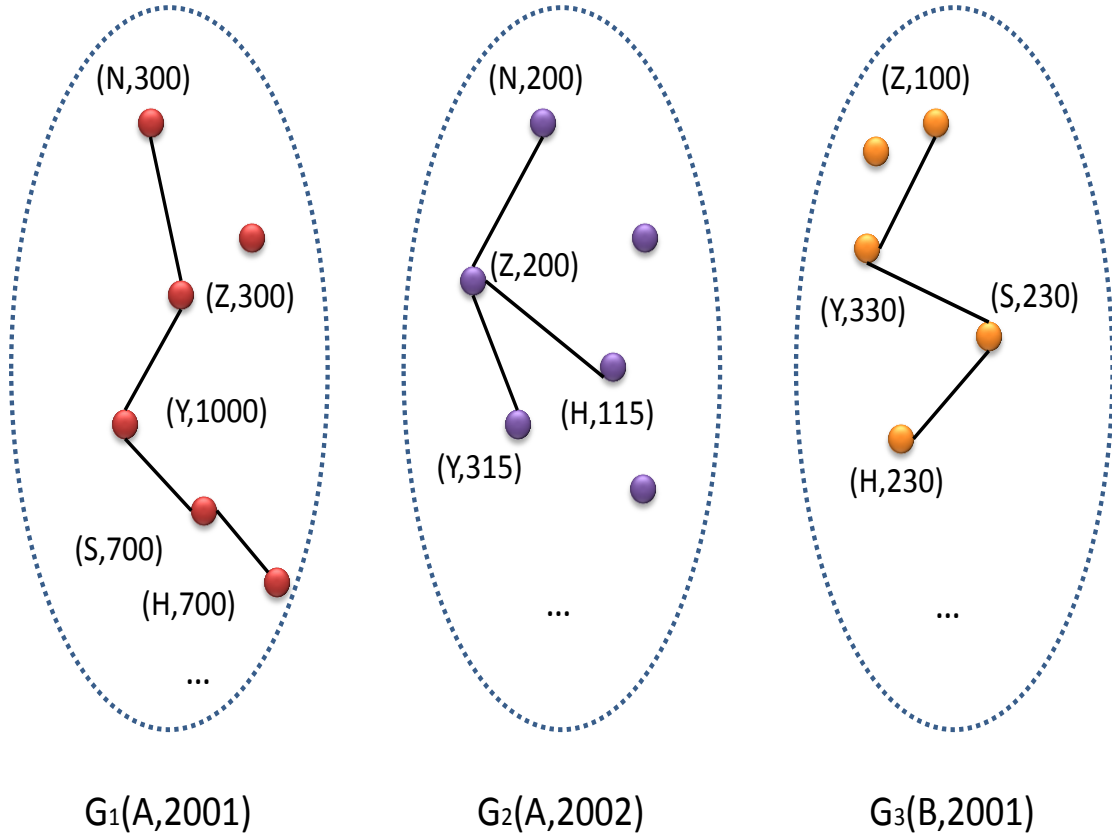 (N,300)
(Z,300)
(Y,1000)
(S,700)
(H,700)
...
G₁(A,2001)
(N,200)
(Z,200)
(H,115)
(Y,315)
...
G₂(A,2002)
(Z,100)
(S,230)
(Y,330)
(H,230)
...
G₃(B,2001)